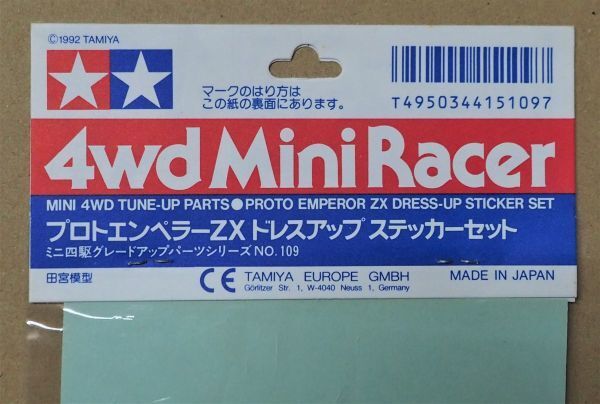 ©1992 TAMIYA
マークのはり方は
この紙の裏面にあります。
T4950344151097
4wd Mini Racer
MINI 4WD TUNE-UP PARTS●PROTO EMPEROR ZX DRESS-UP STICKER SET
プロトエンペラーZX ドレスアップ ステッカーセット
ミニ四駆グレードアップパーツシリーズ NO.109
田宮模型
CE TAMIYA EUROPE GMBH
Görlitzer Str. 1, W-4040 Neuss 1, Germany
MADE IN JAPAN